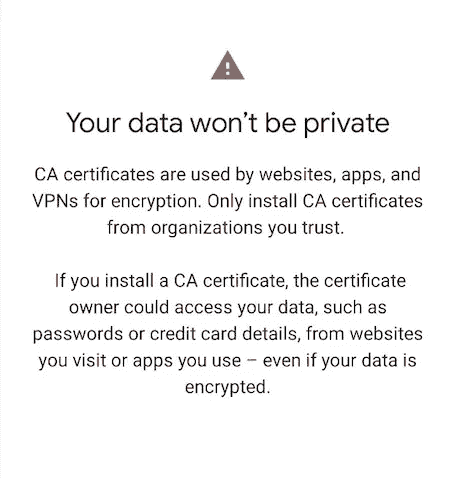 Your data won’t be private
CA certificates are used by websites, apps, and
VPNs for encryption. Only install CA certificates
from organizations you trust.
If you install a CA certificate, the certificate
owner could access your data, such as
passwords or credit card details, from websites
you visit or apps you use – even if your data is
encrypted.